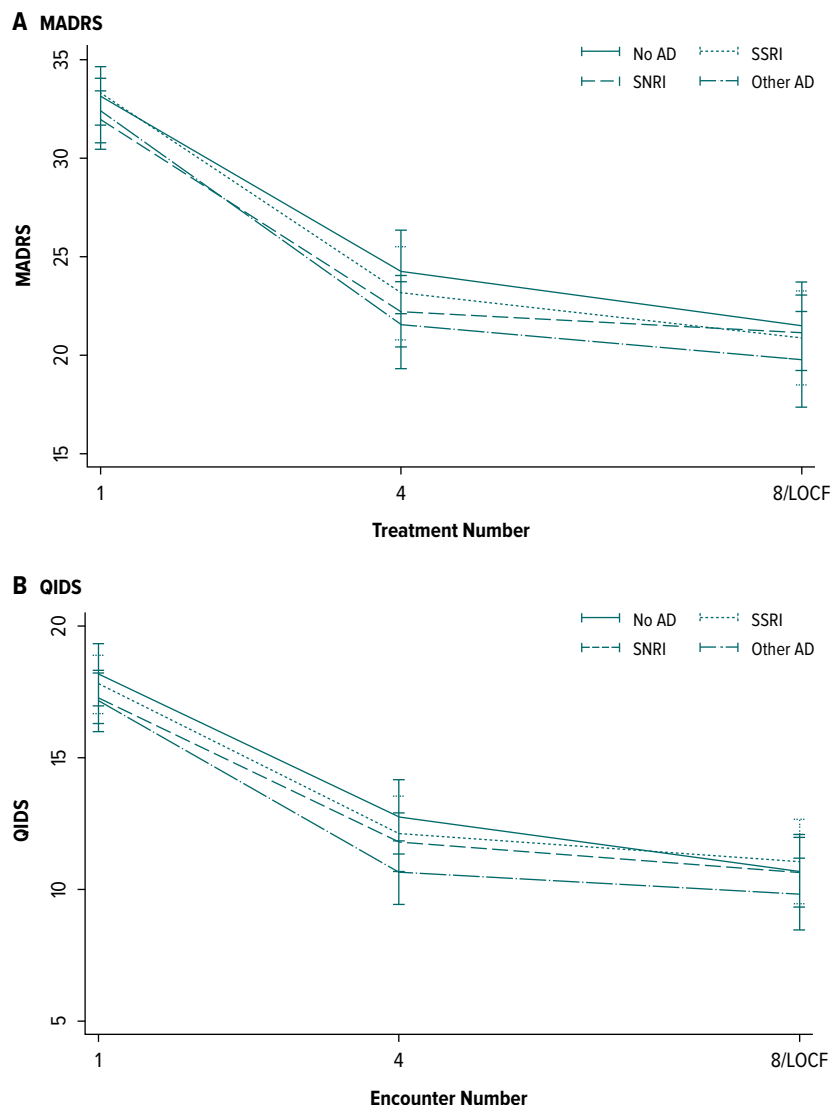 A MADRS
No AD
SSRI
SNRI
Other AD
35
30
25
20
15
MADRS
1
4
8/LOCF
Treatment Number
B QIDS
No AD
SSRI
SNRI
Other AD
20
15
10
5
QIDS
1
4
8/LOCF
Encounter Number